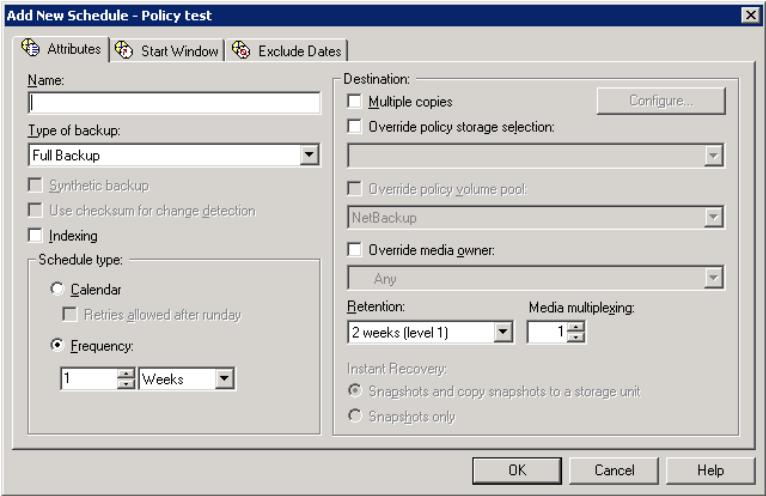 Add New Schedule - Policy test
Attributes
Start Window
Exclude Dates
Name:
Type of backup:
Full Backup
Synthetic backup
Use checksum for change detection
Indexing
Schedule type:
Calendar
Retries allowed after runday
Frequency:
1 Weeks
Destination:
Multiple copies
Configure...
Override policy storage selection:
Override policy volume pool:
NetBackup
Override media owner:
Any
Retention:
Media multiplexing:
2 weeks (level 1)
1
Instant Recovery:
Snapshots and copy snapshots to a storage unit
Snapshots only
OK
Cancel
Help